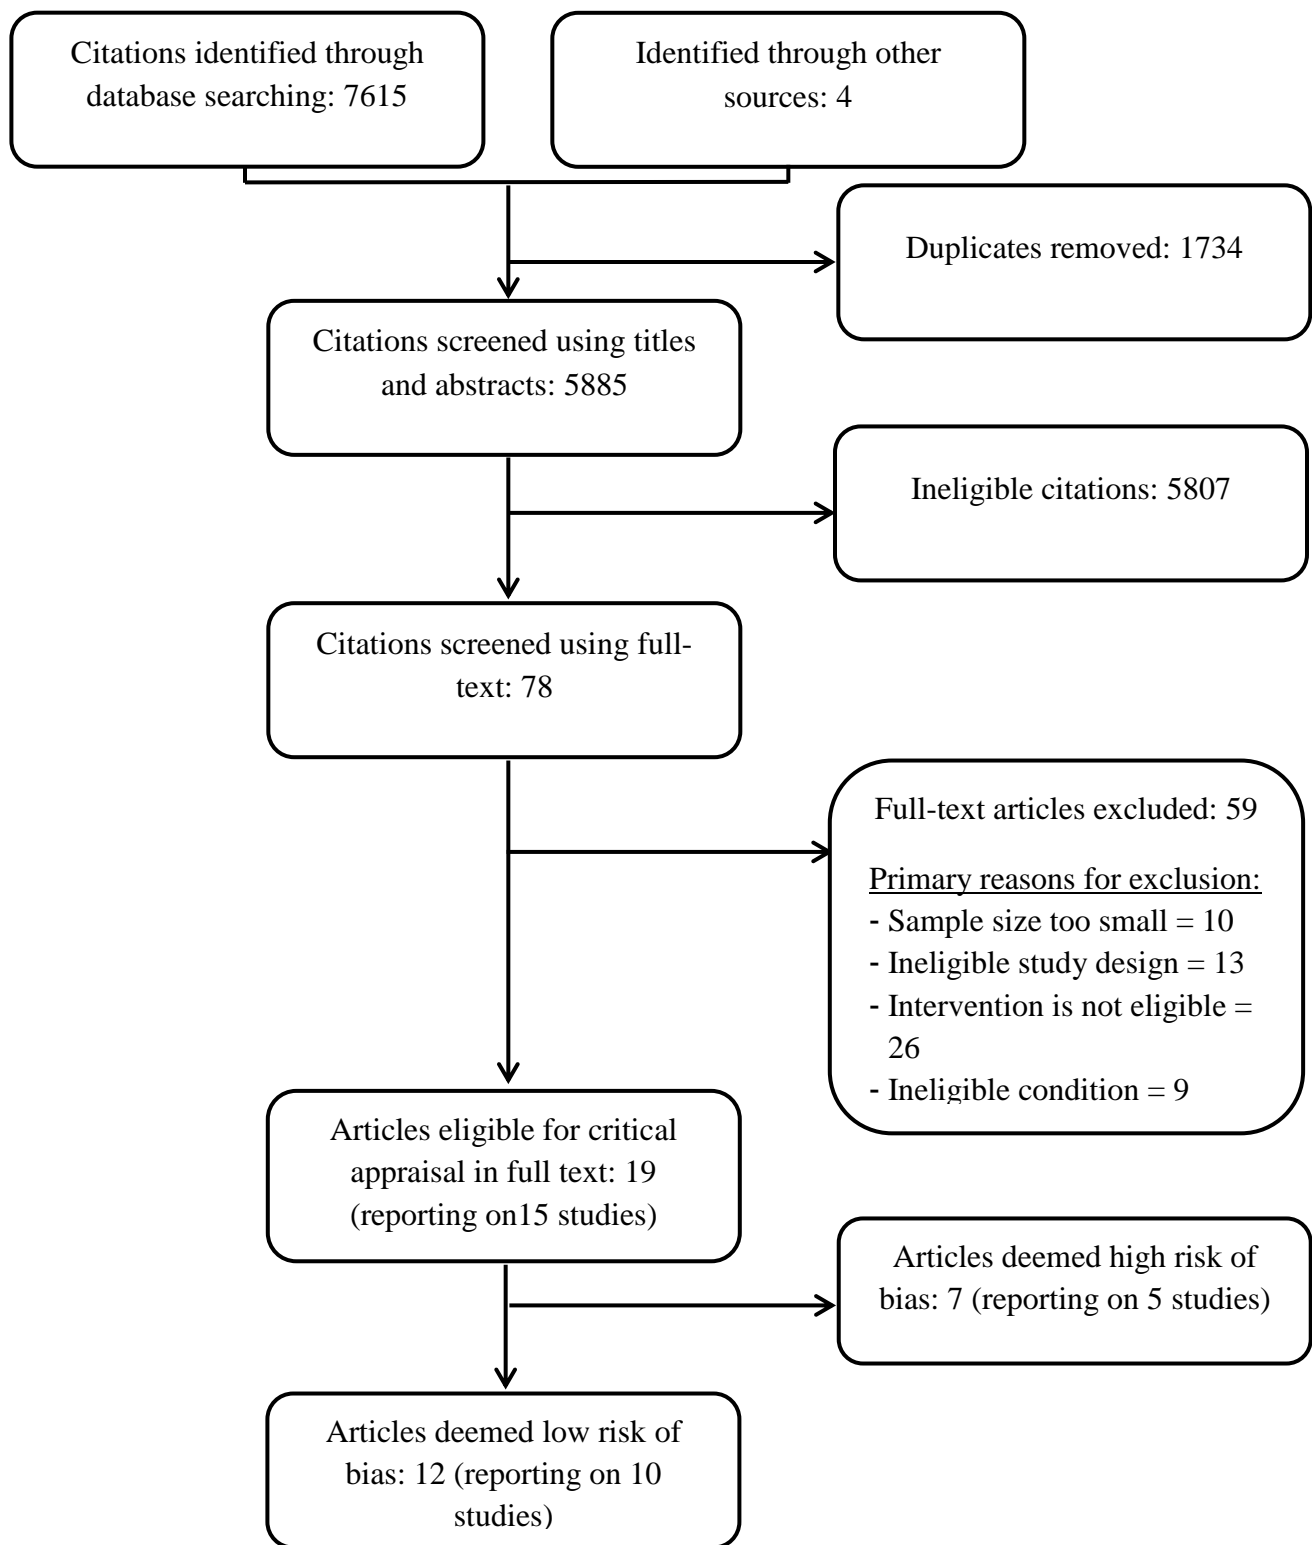 Citations identified through
database searching: 7615
Identified through other
sources: 4
Duplicates removed: 1734
Citations screened using titles
and abstracts: 5885
Ineligible citations: 5807
Citations screened using full-
text: 78
Full-text articles excluded: 59
Primary reasons for exclusion:
- Sample size too small = 10
- Ineligible study design = 13
- Intervention is not eligible =
26
- Ineligible condition = 9
Articles eligible for critical
appraisal in full text: 19
(reporting on15 studies)
Articles deemed high risk of
bias: 7 (reporting on 5 studies)
Articles deemed low risk of
bias: 12 (reporting on 10
studies)